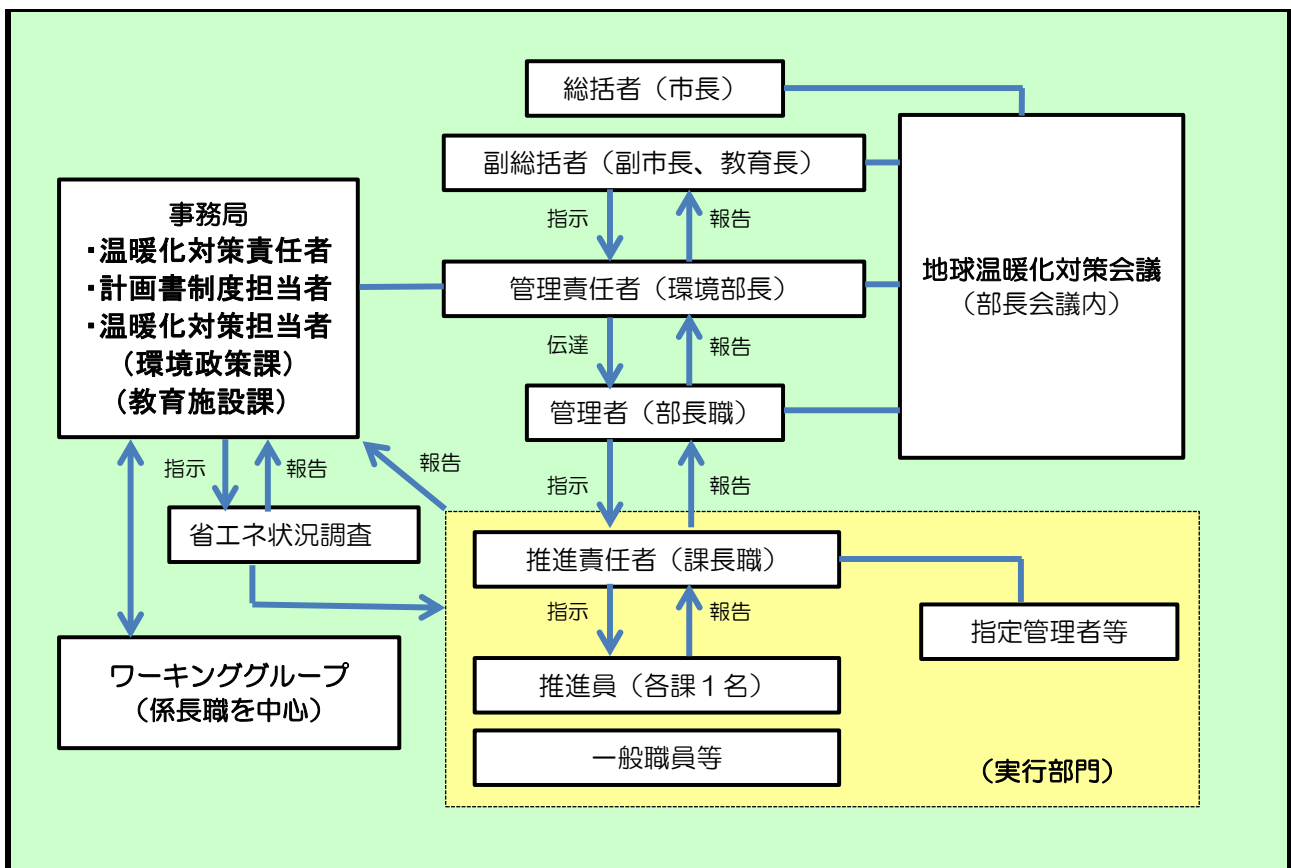 総括者（市長）
副総括者（副市長、教育長）
指示
報告
管理責任者（環境部長）
伝達
報告
管理者（部長職）
指示
報告
地球温暖化対策会議
（部長会議内）
事務局
・温暖化対策責任者
・計画書制度担当者
・温暖化対策担当者
（環境政策課）
（教育施設課）
指示
報告
報告
省エネ状況調査
ワーキンググループ
（係長職を中心）
推進責任者（課長職）
指示
報告
指定管理者等
推進員（各課１名）
一般職員等
（実行部門）